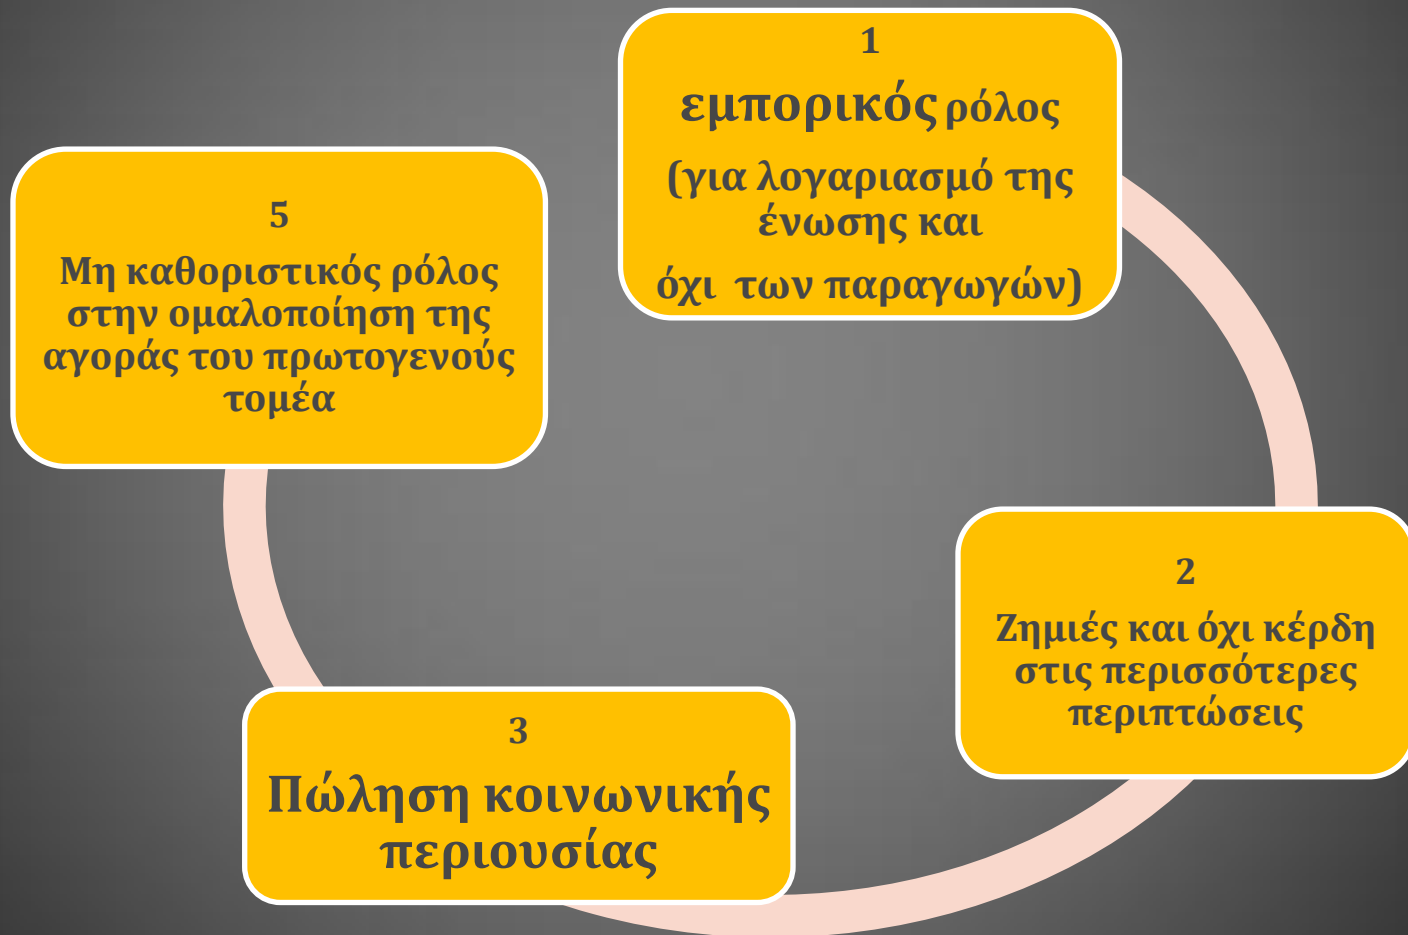 1
εμπορικός ρόλος
(για λογαριασμό της
ένωσης και
όχι των παραγωγών)
2
Ζημιές και όχι κέρδη
στις περισσότερες
περιπτώσεις
3
Πώληση κοινωνικής
περιουσίας
5
Μη καθοριστικός ρόλος
στην ομαλοποίηση της
αγοράς του πρωτογενούς
τομέα